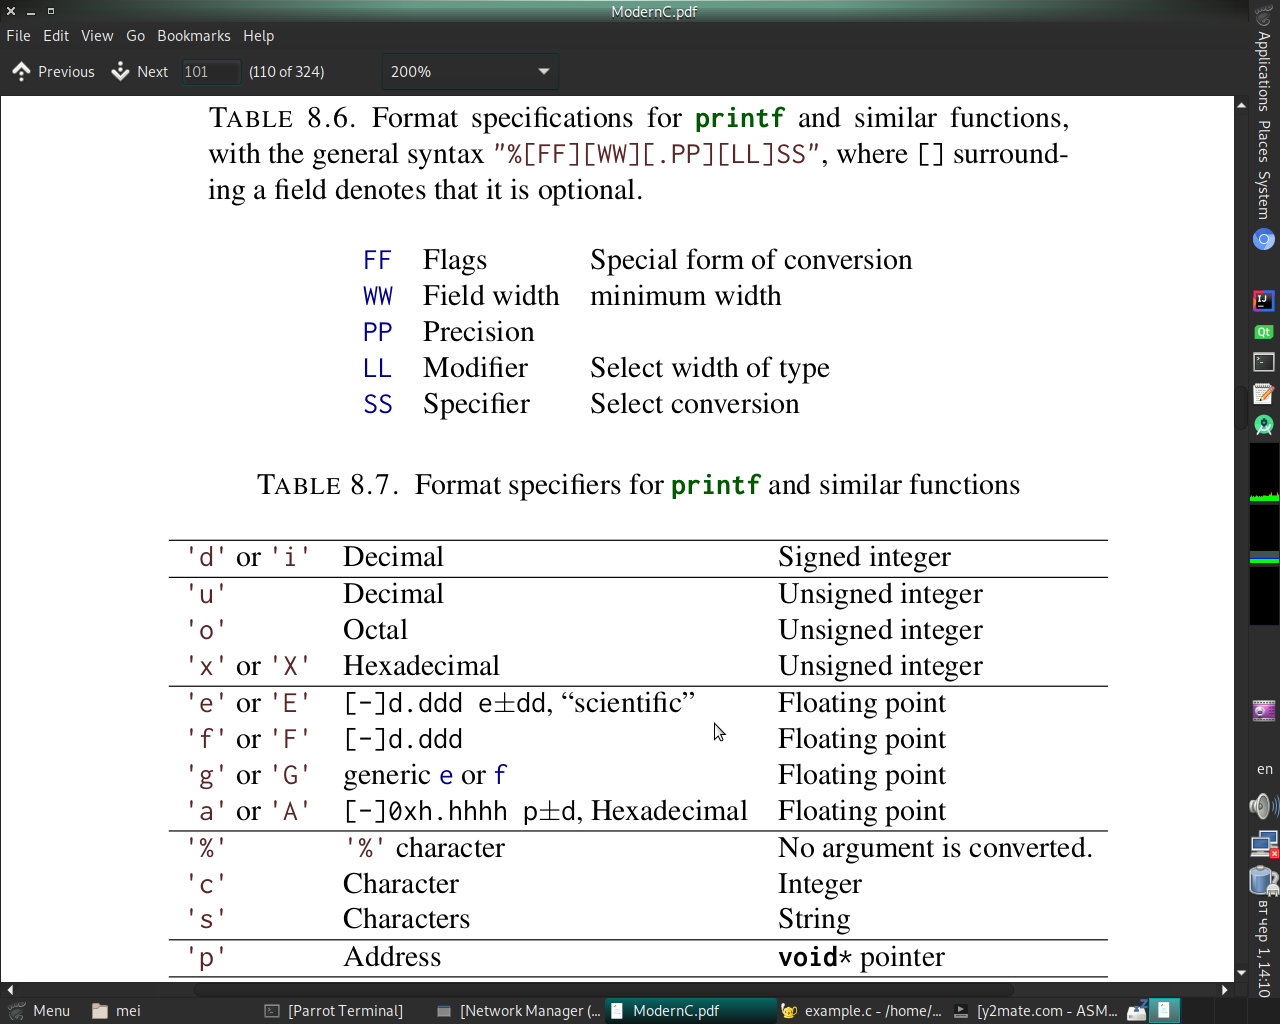 ModernC.pdf
File Edit View Go Bookmarks Help
Previous Next 101 (110 of 324) 200%
TABLE 8.6. Format specifications for printf and similar functions,
with the general syntax "%[FF][WW][.PP][LL]SS", where [] surround-
ing a field denotes that it is optional.
FF Flags Special form of conversion
WW Field width minimum width
PP Precision
LL Modifier Select width of type
SS Specifier Select conversion
TABLE 8.7. Format specifiers for printf and similar functions
'd' or 'i' Decimal Signed integer
'u' Decimal Unsigned integer
'o' Octal Unsigned integer
'x' or 'X' Hexadecimal Unsigned integer
'e' or 'E' [-]d.ddd e±dd, “scientific” Floating point
'f' or 'F' [-]d.ddd Floating point
'g' or 'G' generic e or f Floating point
'a' or 'A' [-]0xh.hhhh p±d, Hexadecimal Floating point
'%' '%' character No argument is converted.
'c' Character Integer
's' Characters String
'p' Address void* pointer
Applications Places System
IJ
Qt
en
вт чер 1, 14:10
Menu mei [Parrot Terminal] [Network Manager (... ModernC.pdf example.c - /home/... [y2mate.com - ASM...